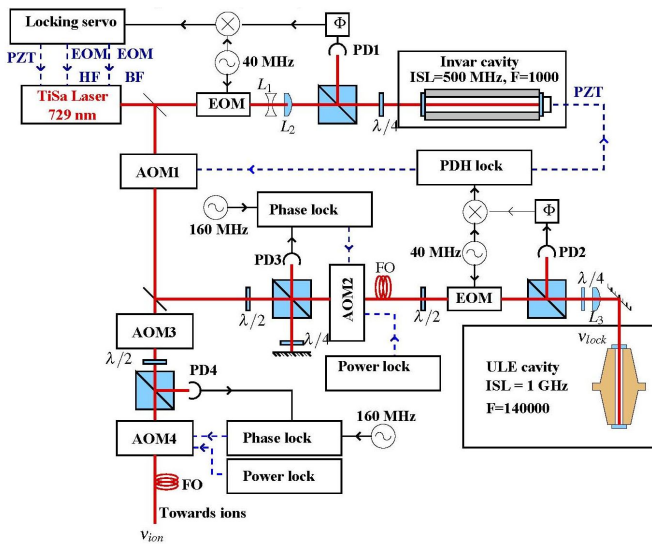 Locking servo
Φ
PD1
PZT
EOM
EOM
HF
BF
40 MHz
Invar cavity
ISL=500 MHz, F=1000
PZT
TiSa Laser
729 nm
EOM
L1
L2
λ/4
AOM1
PDH lock
Phase lock
160 MHz
Φ
PD3
40 MHz
PD2
AOM2
FO
λ/4
λ/2
λ/2
EOM
L3
λ/4
AOM3
λ/2
νlock
PD4
Power lock
ULE cavity
ISL = 1 GHz
F=140000
160 MHz
AOM4
Phase lock
Power lock
FO
Towards ions
νion